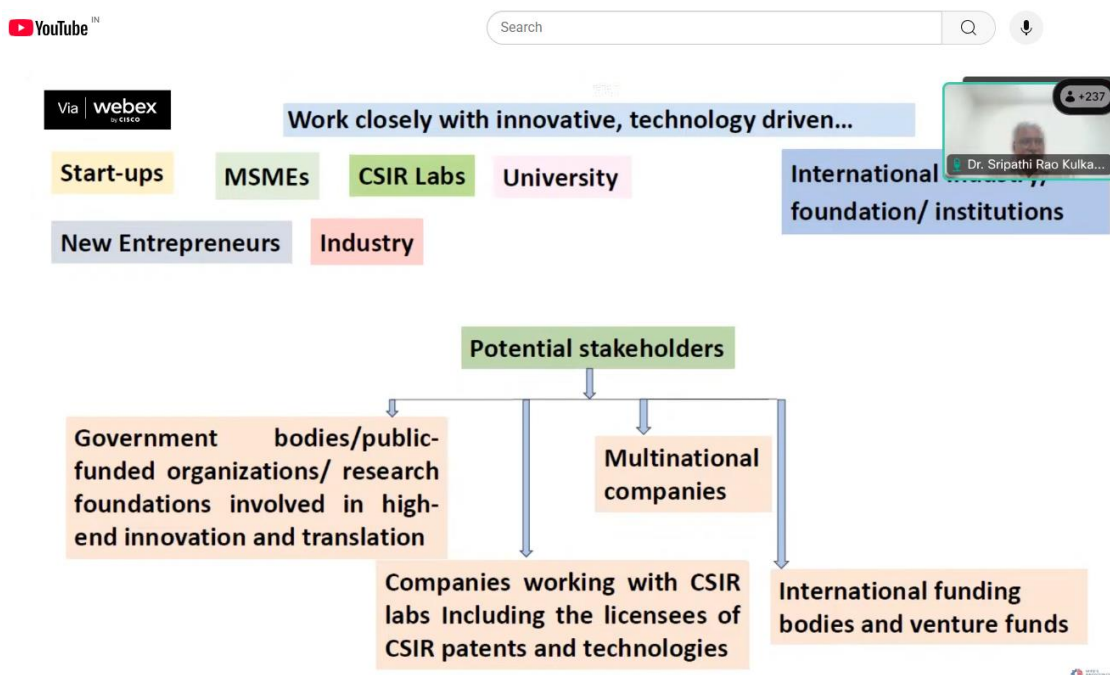 YouTube IN
Search
Via webex
by CISCO
+237
Dr. Sripathi Rao Kulka...
Work closely with innovative, technology driven...
Start-ups
MSMEs
CSIR Labs
University
International
foundation/ institutions
New Entrepreneurs
Industry
Potential stakeholders
Government bodies/public-
funded organizations/ research
foundations involved in high-
end innovation and translation
Multinational
companies
Companies working with CSIR
labs Including the licensees of
CSIR patents and technologies
International funding
bodies and venture funds